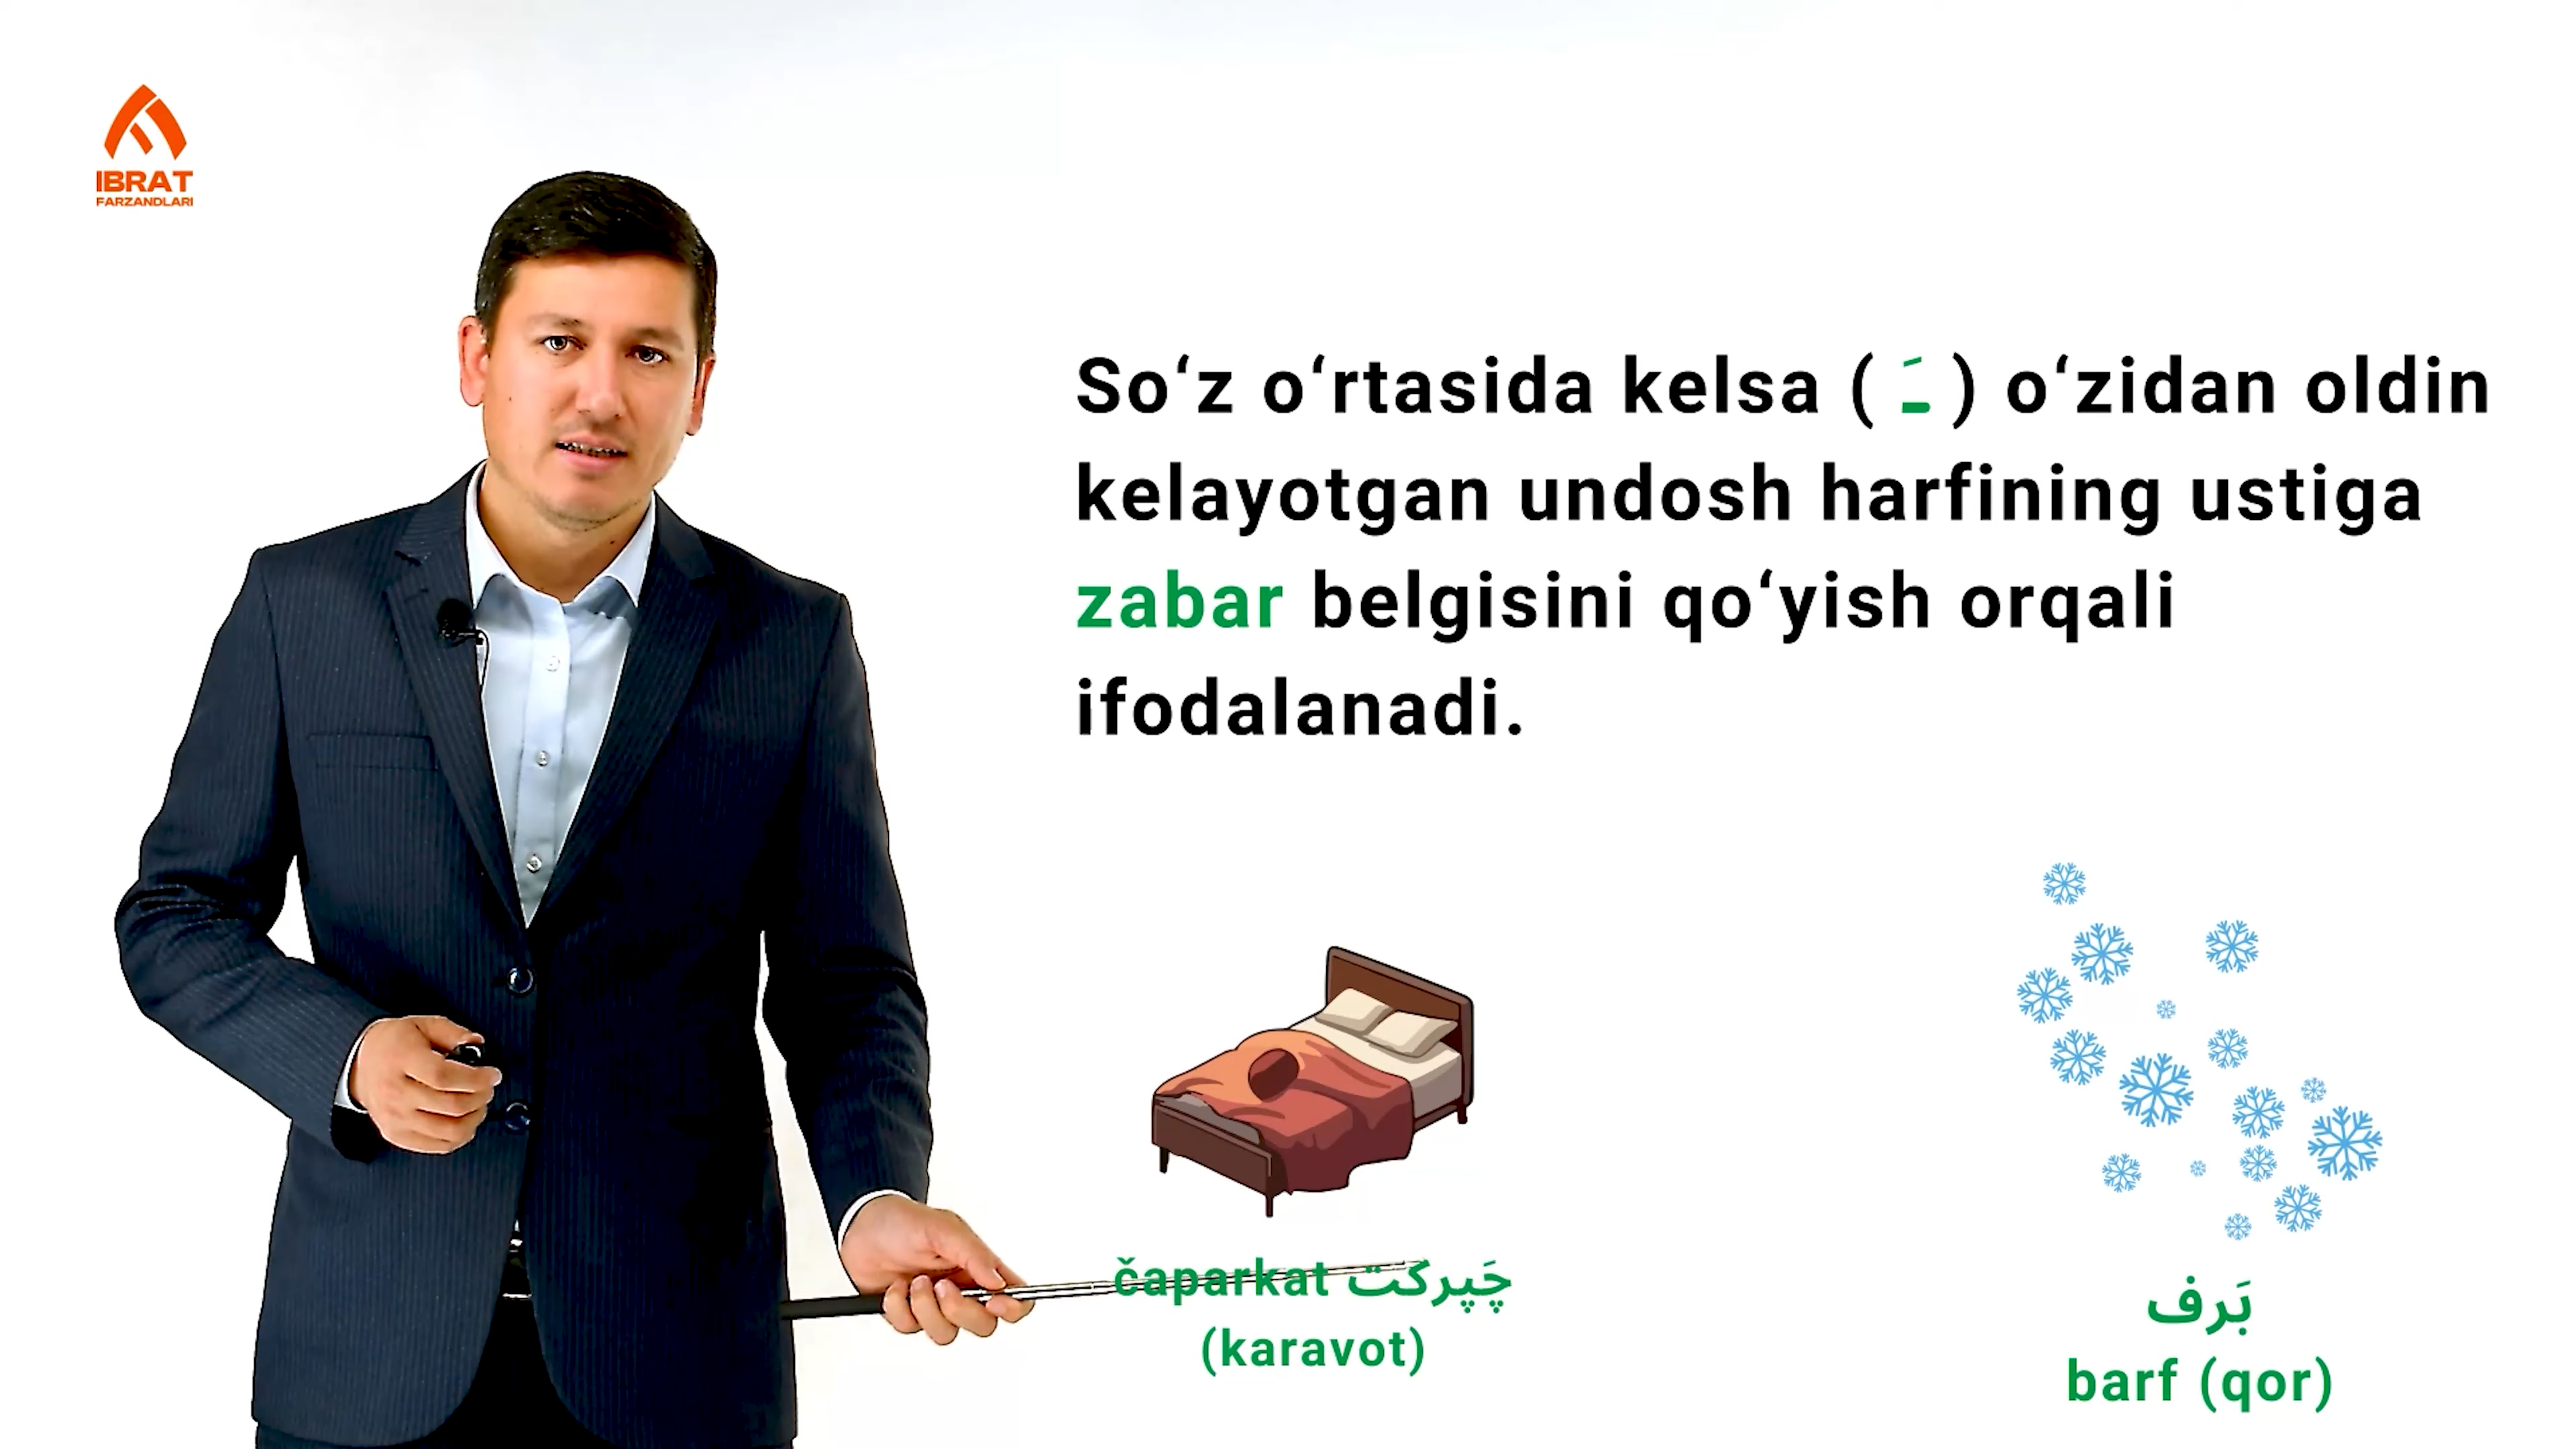 IBRAT
FARZANDLARI
So‘z o‘rtasida kelsa ( ـَ ) o‘zidan oldin
kelayotgan undosh harfining ustiga
zabar belgisini qo‘yish orqali
ifodalanadi.
čaparkat چَپرکت
(karavot)
بَرف
barf (qor)